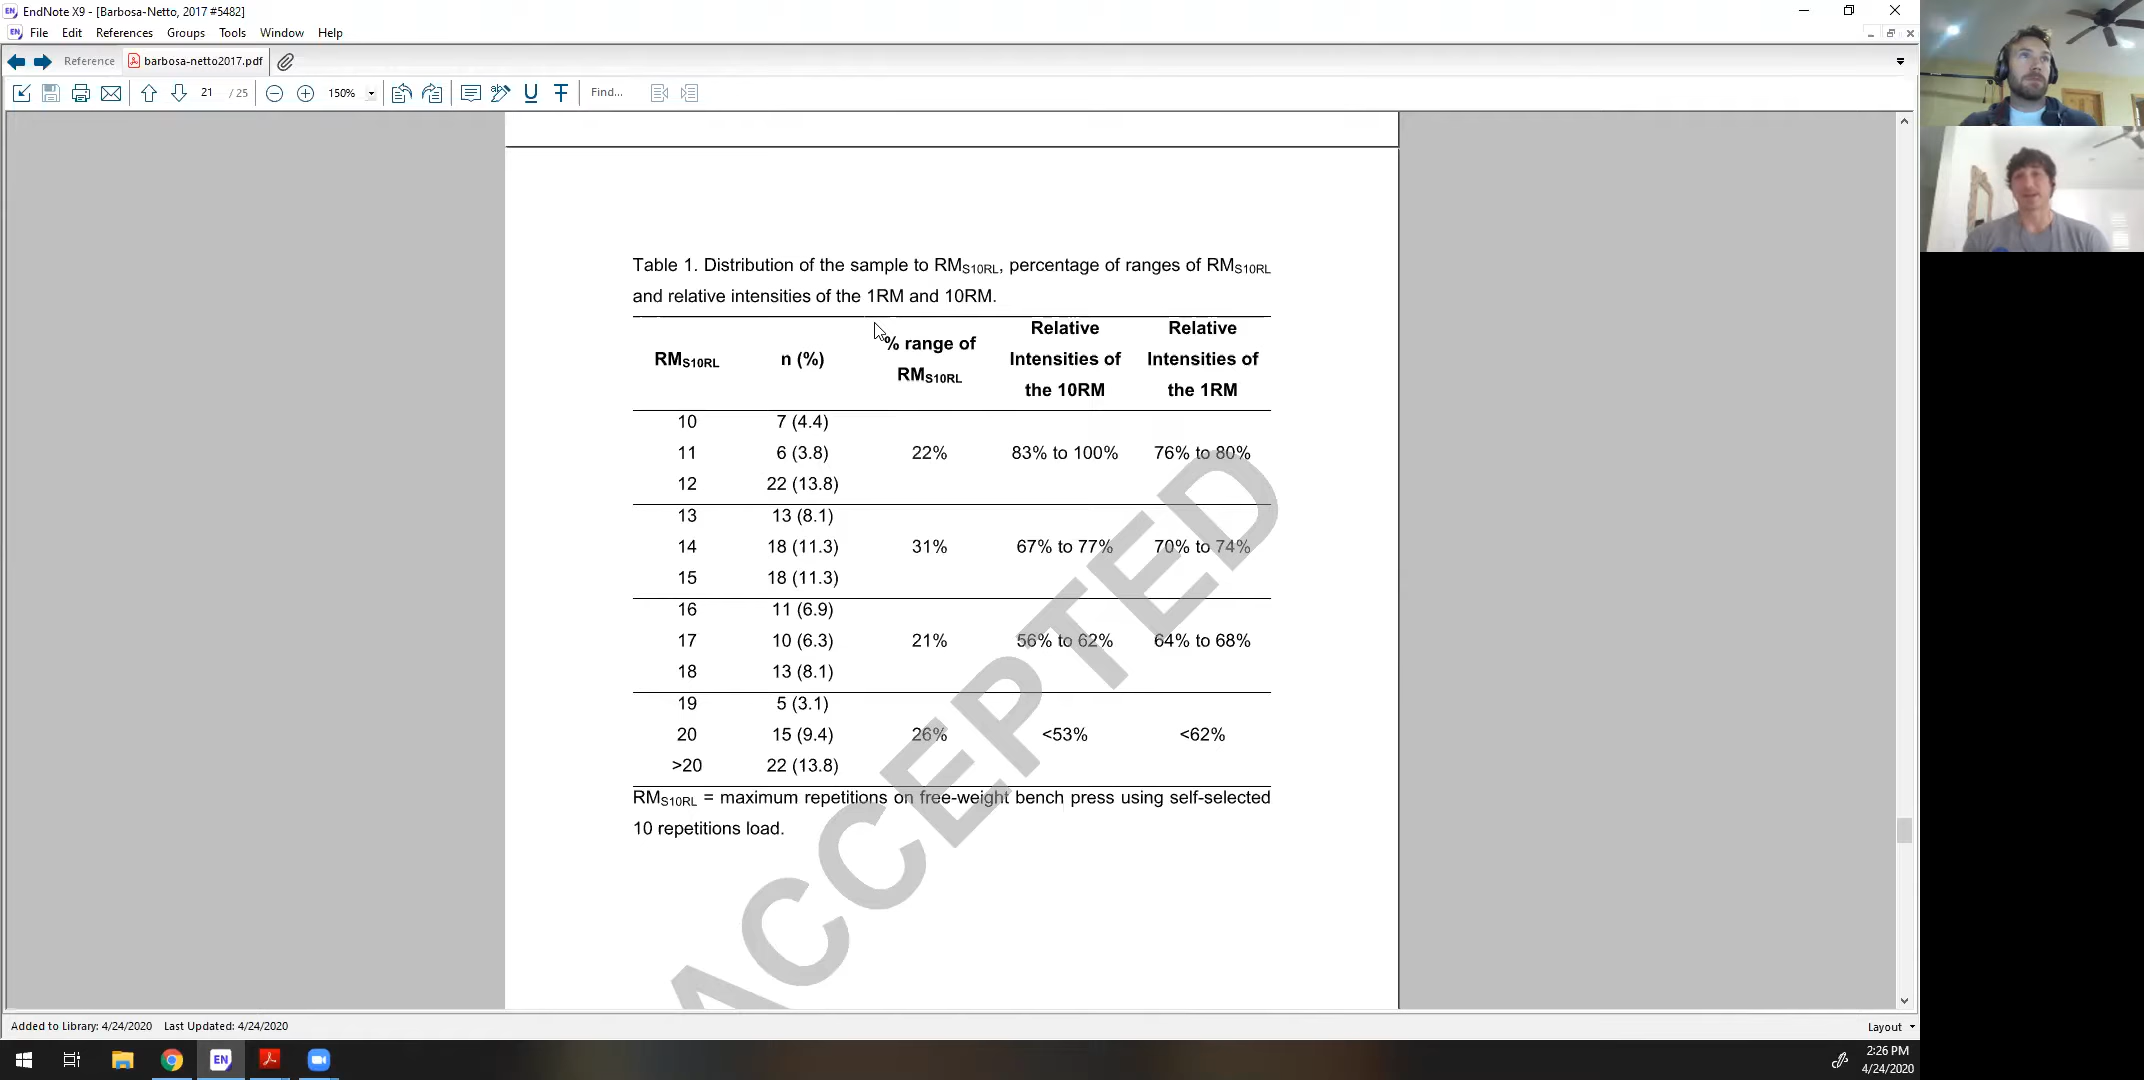 EndNote X9 - [Barbosa-Netto, 2017 #5482]
File Edit References Groups Tools Window Help
Reference barbosa-netto2017.pdf
21 / 25 150% Find...
Table 1. Distribution of the sample to RMS10RL, percentage of ranges of RMS10RL
and relative intensities of the 1RM and 10RM.
RMS10RL n (%) % range of RMS10RL Relative Intensities of the 10RM Relative Intensities of the 1RM
10 7 (4.4)
11 6 (3.8) 22% 83% to 100% 76% to 80%
12 22 (13.8)
13 13 (8.1)
14 18 (11.3) 31% 67% to 77% 70% to 74%
15 18 (11.3)
16 11 (6.9)
17 10 (6.3) 21% 56% to 62% 64% to 68%
18 13 (8.1)
19 5 (3.1)
20 15 (9.4) 26% <53% <62%
>20 22 (13.8)
RMS10RL = maximum repetitions on free-weight bench press using self-selected
10 repetitions load.
ACCEPTED
Added to Library: 4/24/2020 Last Updated: 4/24/2020
Layout
EN
2:26 PM
4/24/2020